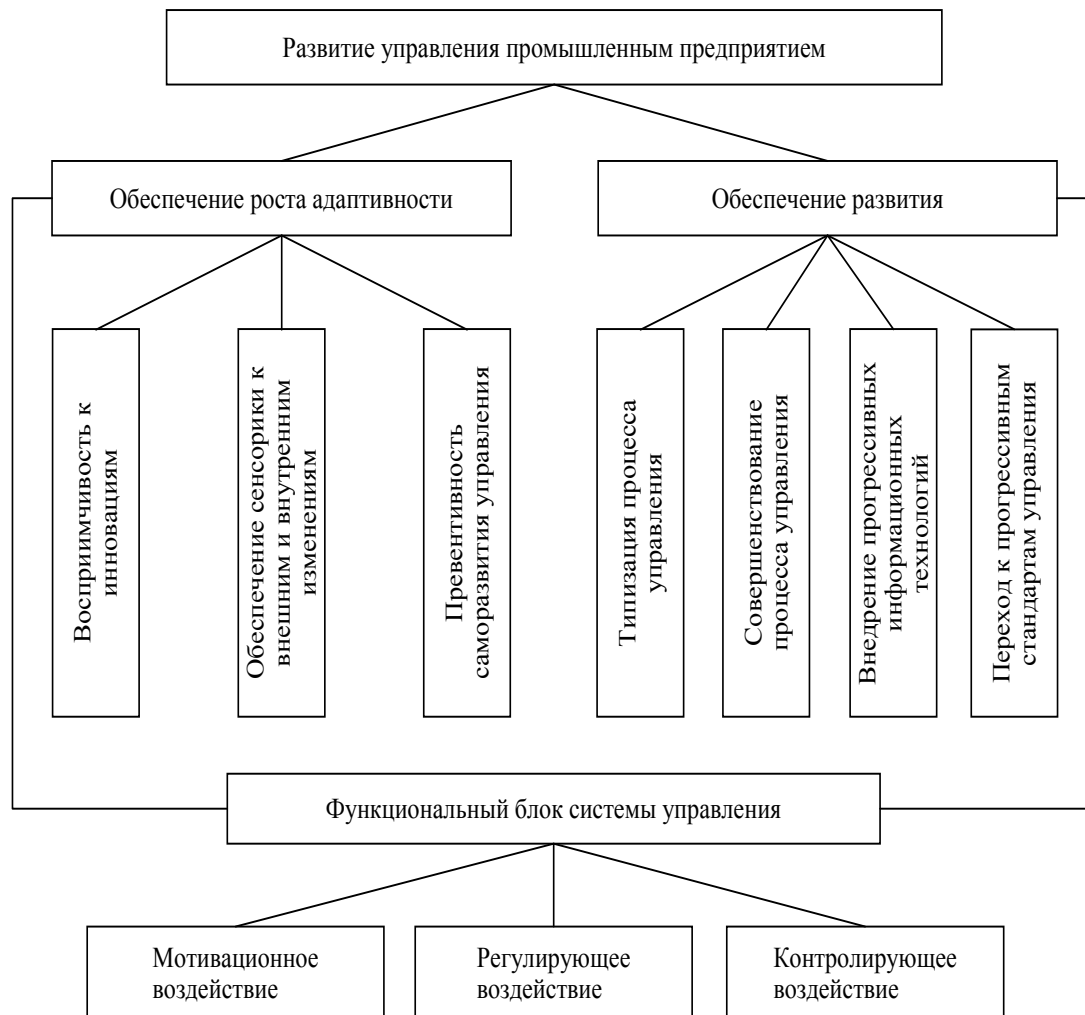 Развитие управления промышленным предприятием
Обеспечение роста адаптивности
Обеспечение развития
Восприимчивость к
инновациям
Обеспечение сенсорики к
внешним и внутренним
изменениям
Превентивность
саморазвития управления
Типизация процесса
управления
Совершенствование
процесса управления
Внедрение прогрессивных
информационных
технологий
Переход к прогрессивным
стандартам управления
Функциональный блок системы управления
Мотивационное
воздействие
Регулирующее
воздействие
Контролирующее
воздействие